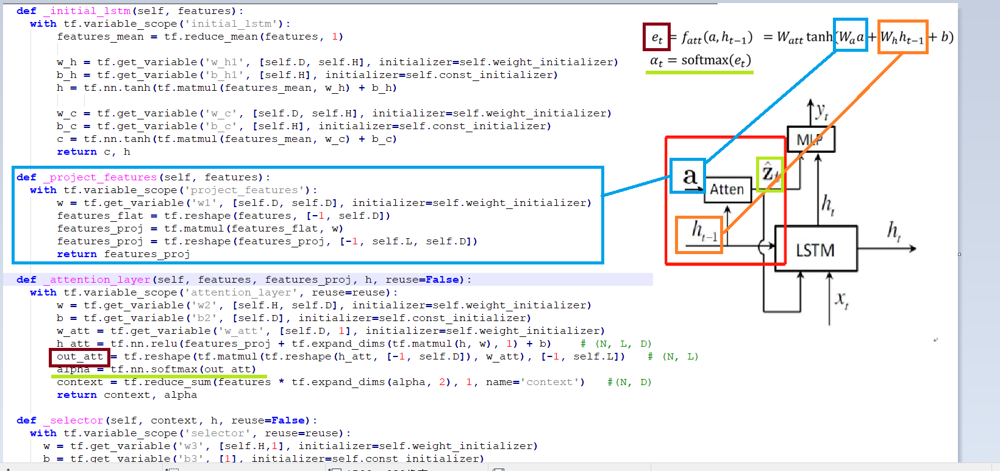 def _initial_lstm(self, features):
with tf.variable_scope('initial_lstm'):
features_mean = tf.reduce_mean(features, 1)
w_h = tf.get_variable('w_h1', [self.D, self.H], initializer=self.weight_initializer)
b_h = tf.get_variable('b_h1', [self.H], initializer=self.const_initializer)
h = tf.nn.tanh(tf.matmul(features_mean, w_h) + b_h)
w_c = tf.get_variable('w_c', [self.D, self.H], initializer=self.weight_initializer)
b_c = tf.get_variable('b_c', [self.H], initializer=self.const_initializer)
c = tf.nn.tanh(tf.matmul(features_mean, w_c) + b_c)
return c, h
def _project_features(self, features):
with tf.variable_scope('project_features'):
w = tf.get_variable('w1', [self.D, self.D], initializer=self.weight_initializer)
features_flat = tf.reshape(features, [-1, self.D])
features_proj = tf.matmul(features_flat, w)
features_proj = tf.reshape(features_proj, [-1, self.L, self.D])
return features_proj
def _attention_layer(self, features, features_proj, h, reuse=False):
with tf.variable_scope('attention_layer', reuse=reuse):
w = tf.get_variable('w2', [self.H, self.D], initializer=self.weight_initializer)
b = tf.get_variable('b2', [self.D], initializer=self.const_initializer)
w_att = tf.get_variable('w_att', [self.D, 1], initializer=self.weight_initializer)
h_att = tf.nn.relu(features_proj + tf.expand_dims(tf.matmul(h, w), 1) + b) # (N, L, D)
out_att = tf.reshape(tf.matmul(tf.reshape(h_att, [-1, self.D]), w_att), [-1, self.L]) # (N, L)
alpha = tf.nn.softmax(out_att)
context = tf.reduce_sum(features * tf.expand_dims(alpha, 2), 1, name='context') #(N, D)
return context, alpha
def _selector(self, context, h, reuse=False):
with tf.variable_scope('selector', reuse=reuse):
w = tf.get_variable('w3', [self.H,1], initializer=self.weight_initializer)
b = tf.get_variable('b3', [1], initializer=self.const_initializer)
e_t = f_att(a, h_{t-1}) = W_att tanh(W_a a + W_h h_{t-1} + b)
α_t = softmax(e_t)
y_t
MLP
a
ẑ_t
Atten
h_t
h_{t-1}
h_t
LSTM
x_t